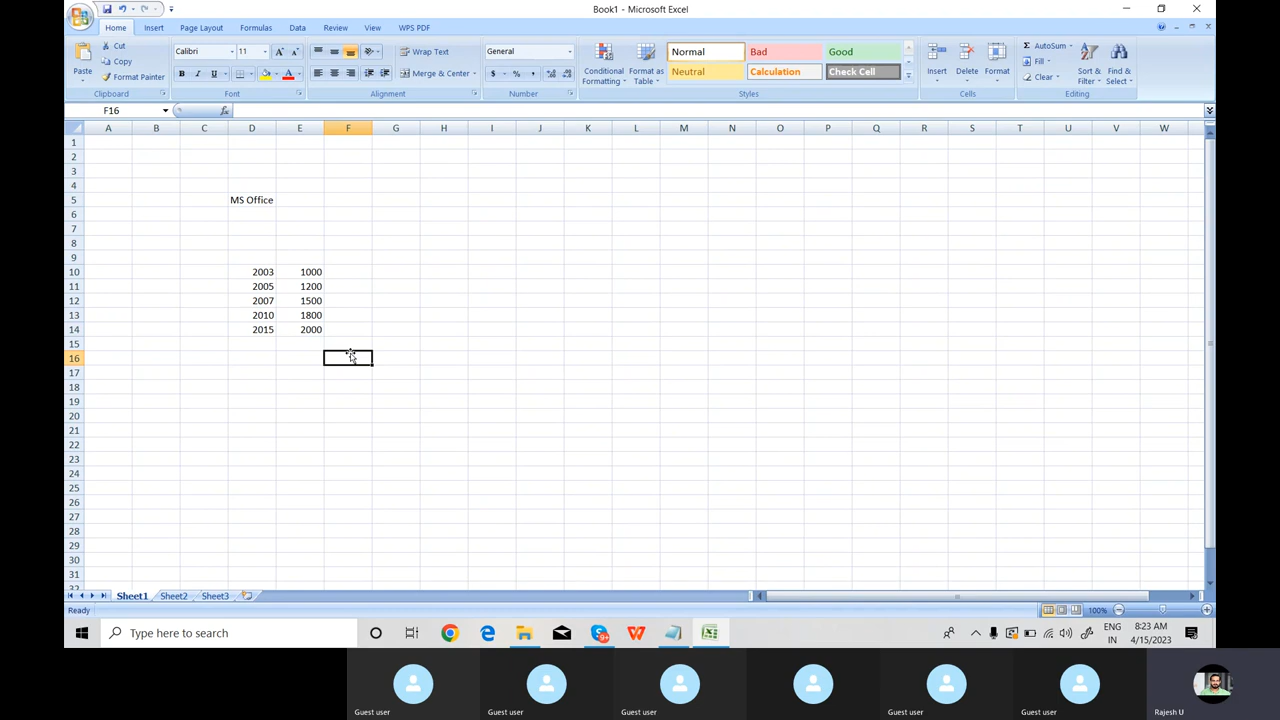 Book1 - Microsoft Excel
Home Insert Page Layout Formulas Data Review View WPS PDF
Paste Cut Copy Format Painter Clipboard
Calibri 11 Font
Wrap Text Merge & Center Alignment
General Number
Conditional Formatting Format as Table Normal Bad Good Neutral Calculation Check Cell Styles
Insert Delete Format Cells
AutoSum Fill Clear Sort & Filter Find & Select Editing
F16 fx
A B C D E F G H I J K L M N O P Q R S T U V W
1
2
3
4
5 MS Office
6
7
8
9
10 2003 1000
11 2005 1200
12 2007 1500
13 2010 1800
14 2015 2000
15
16
17
18
19
20
21
22
23
24
25
26
27
28
29
30
31
32
Sheet1 Sheet2 Sheet3
Ready 100%
Type here to search ENG IN 8:23 AM 4/15/2023
Guest user Guest user Guest user Guest user Guest user Rajesh U